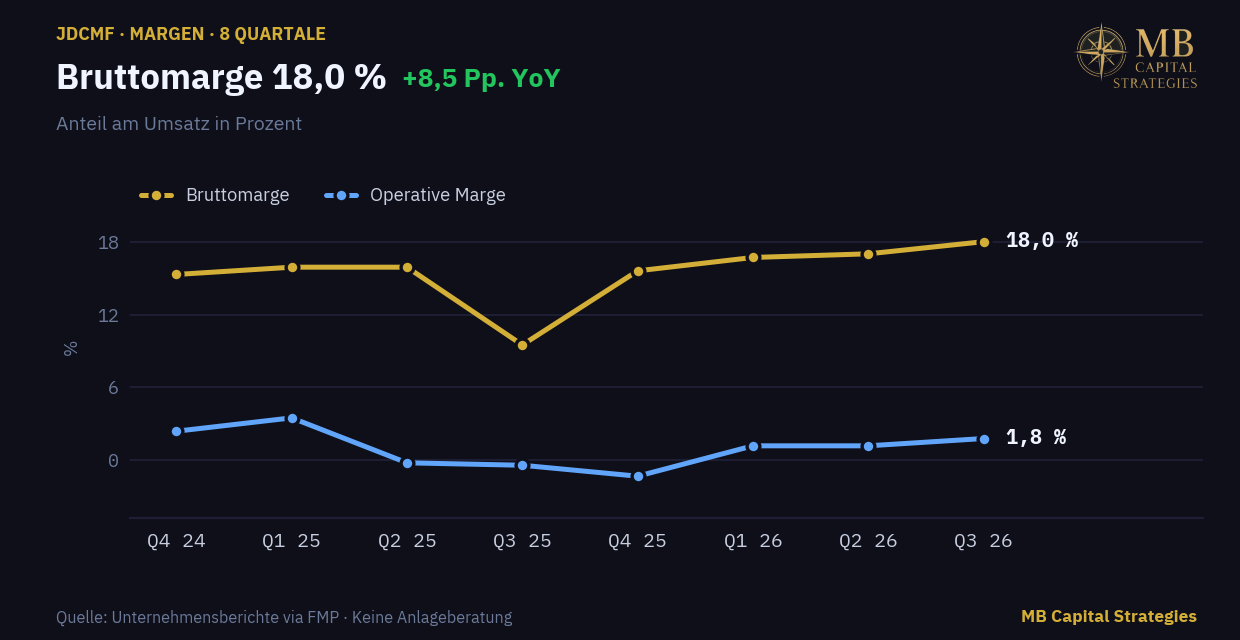 JDCMF · MARGEN · 8 QUARTALE
Bruttomarge 18,0 % +8,5 Pp. YoY
Anteil am Umsatz in Prozent
MB
CAPITAL
STRATEGIES
Bruttomarge Operative Marge
18
18,0 %
12
%
6
1,8 %
0
Q4 24 Q1 25 Q2 25 Q3 25 Q4 25 Q1 26 Q2 26 Q3 26
Quelle: Unternehmensberichte via FMP · Keine Anlageberatung
MB Capital Strategies